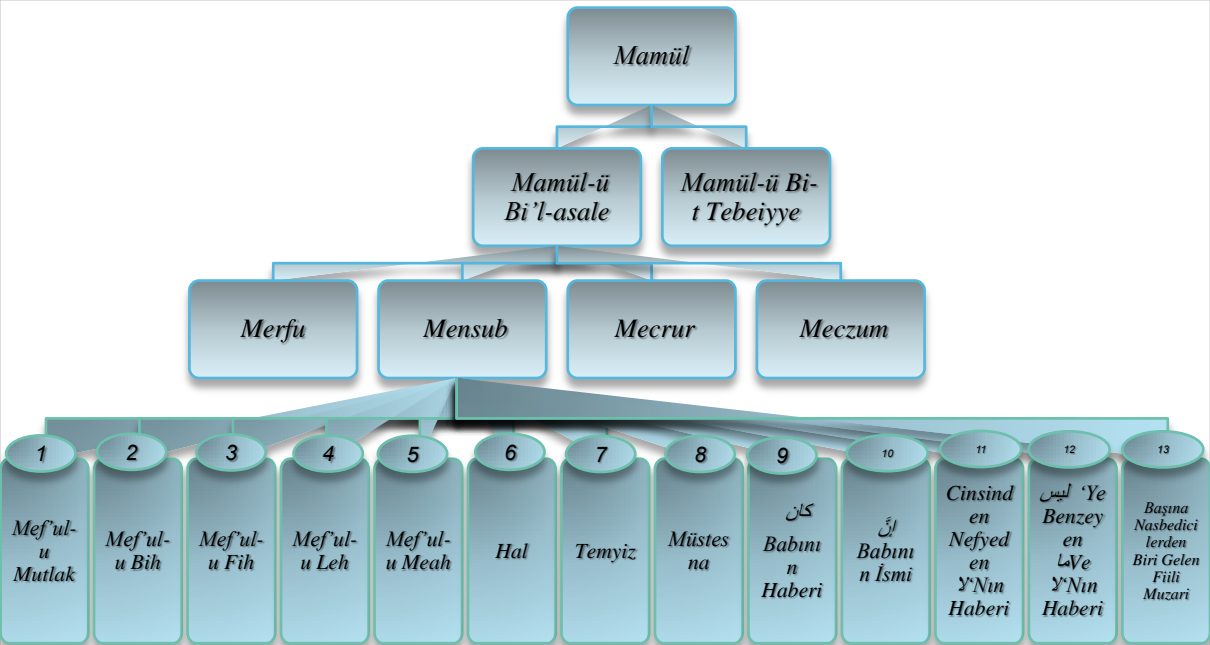 Mamül
Mamül-ü
Bi’l-asale
Mamül-ü Bi-
t Tebeiyye
Merfu
Mensub
Mecrur
Meczum
1
Mef’ul-
u
Mutlak
2
Mef’ul-
u Bih
3
Mef’ul-
u Fih
4
Mef’ul-
u Leh
5
Mef’ul-
u Meah
6
Hal
7
Temyiz
8
Müstes
na
9
كان
Babını
n
Haberi
10
إنَّ
Babını
n İsmi
11
Cinsind
en
Nefyed
en
لا‘Nın
Haberi
12
ليس ‘Ye
Benzey
en
ماVe
لا‘Nın
Haberi
13
Başına
Nasbedici
lerden
Biri Gelen
Fiili
Muzari